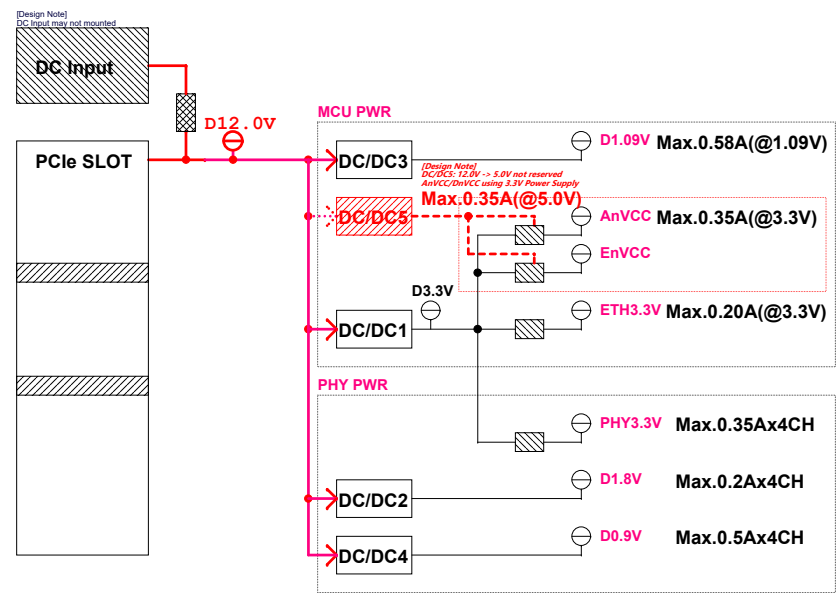 [Design Note]
DC Input may not mounted
DC Input
D12.0V
PCIe SLOT
MCU PWR
DC/DC3
D1.09V Max.0.58A(@1.09V)
[Design Note]
DC/DC5: 12.0V -> 5.0V not reserved
AnVCC/DnVCC using 3.3V Power Supply
Max.0.35A(@5.0V)
DC/DC5
AnVCC Max.0.35A(@3.3V)
EnVCC
D3.3V
DC/DC1
ETH3.3V Max.0.20A(@3.3V)
PHY PWR
PHY3.3V Max.0.35Ax4CH
DC/DC2
D1.8V Max.0.2Ax4CH
DC/DC4
D0.9V Max.0.5Ax4CH